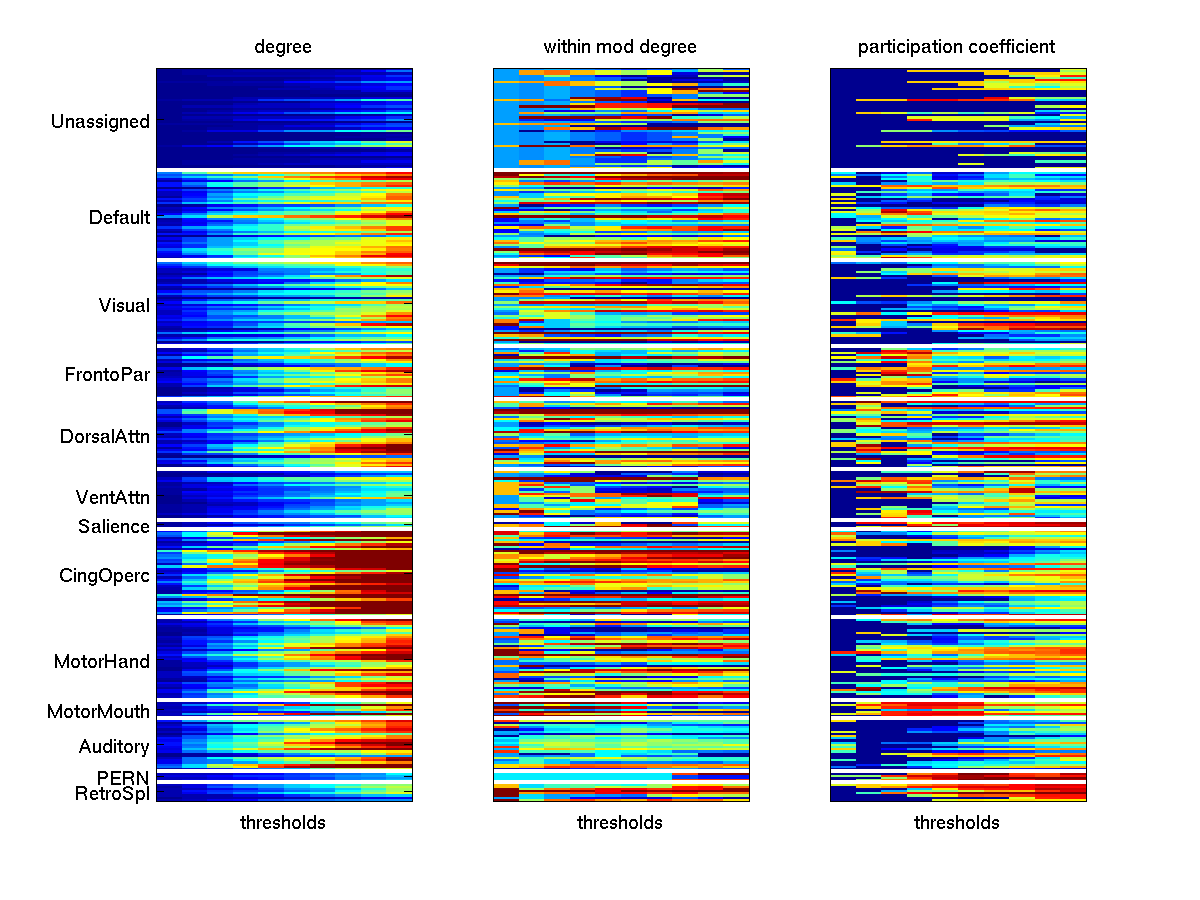 degree
within mod degree
participation coefficient
Unassigned
Default
Visual
FrontoPar
DorsalAttn
VentAttn
Salience
CingOperc
MotorHand
MotorMouth
Auditory
PERN
RetroSpl
thresholds
thresholds
thresholds